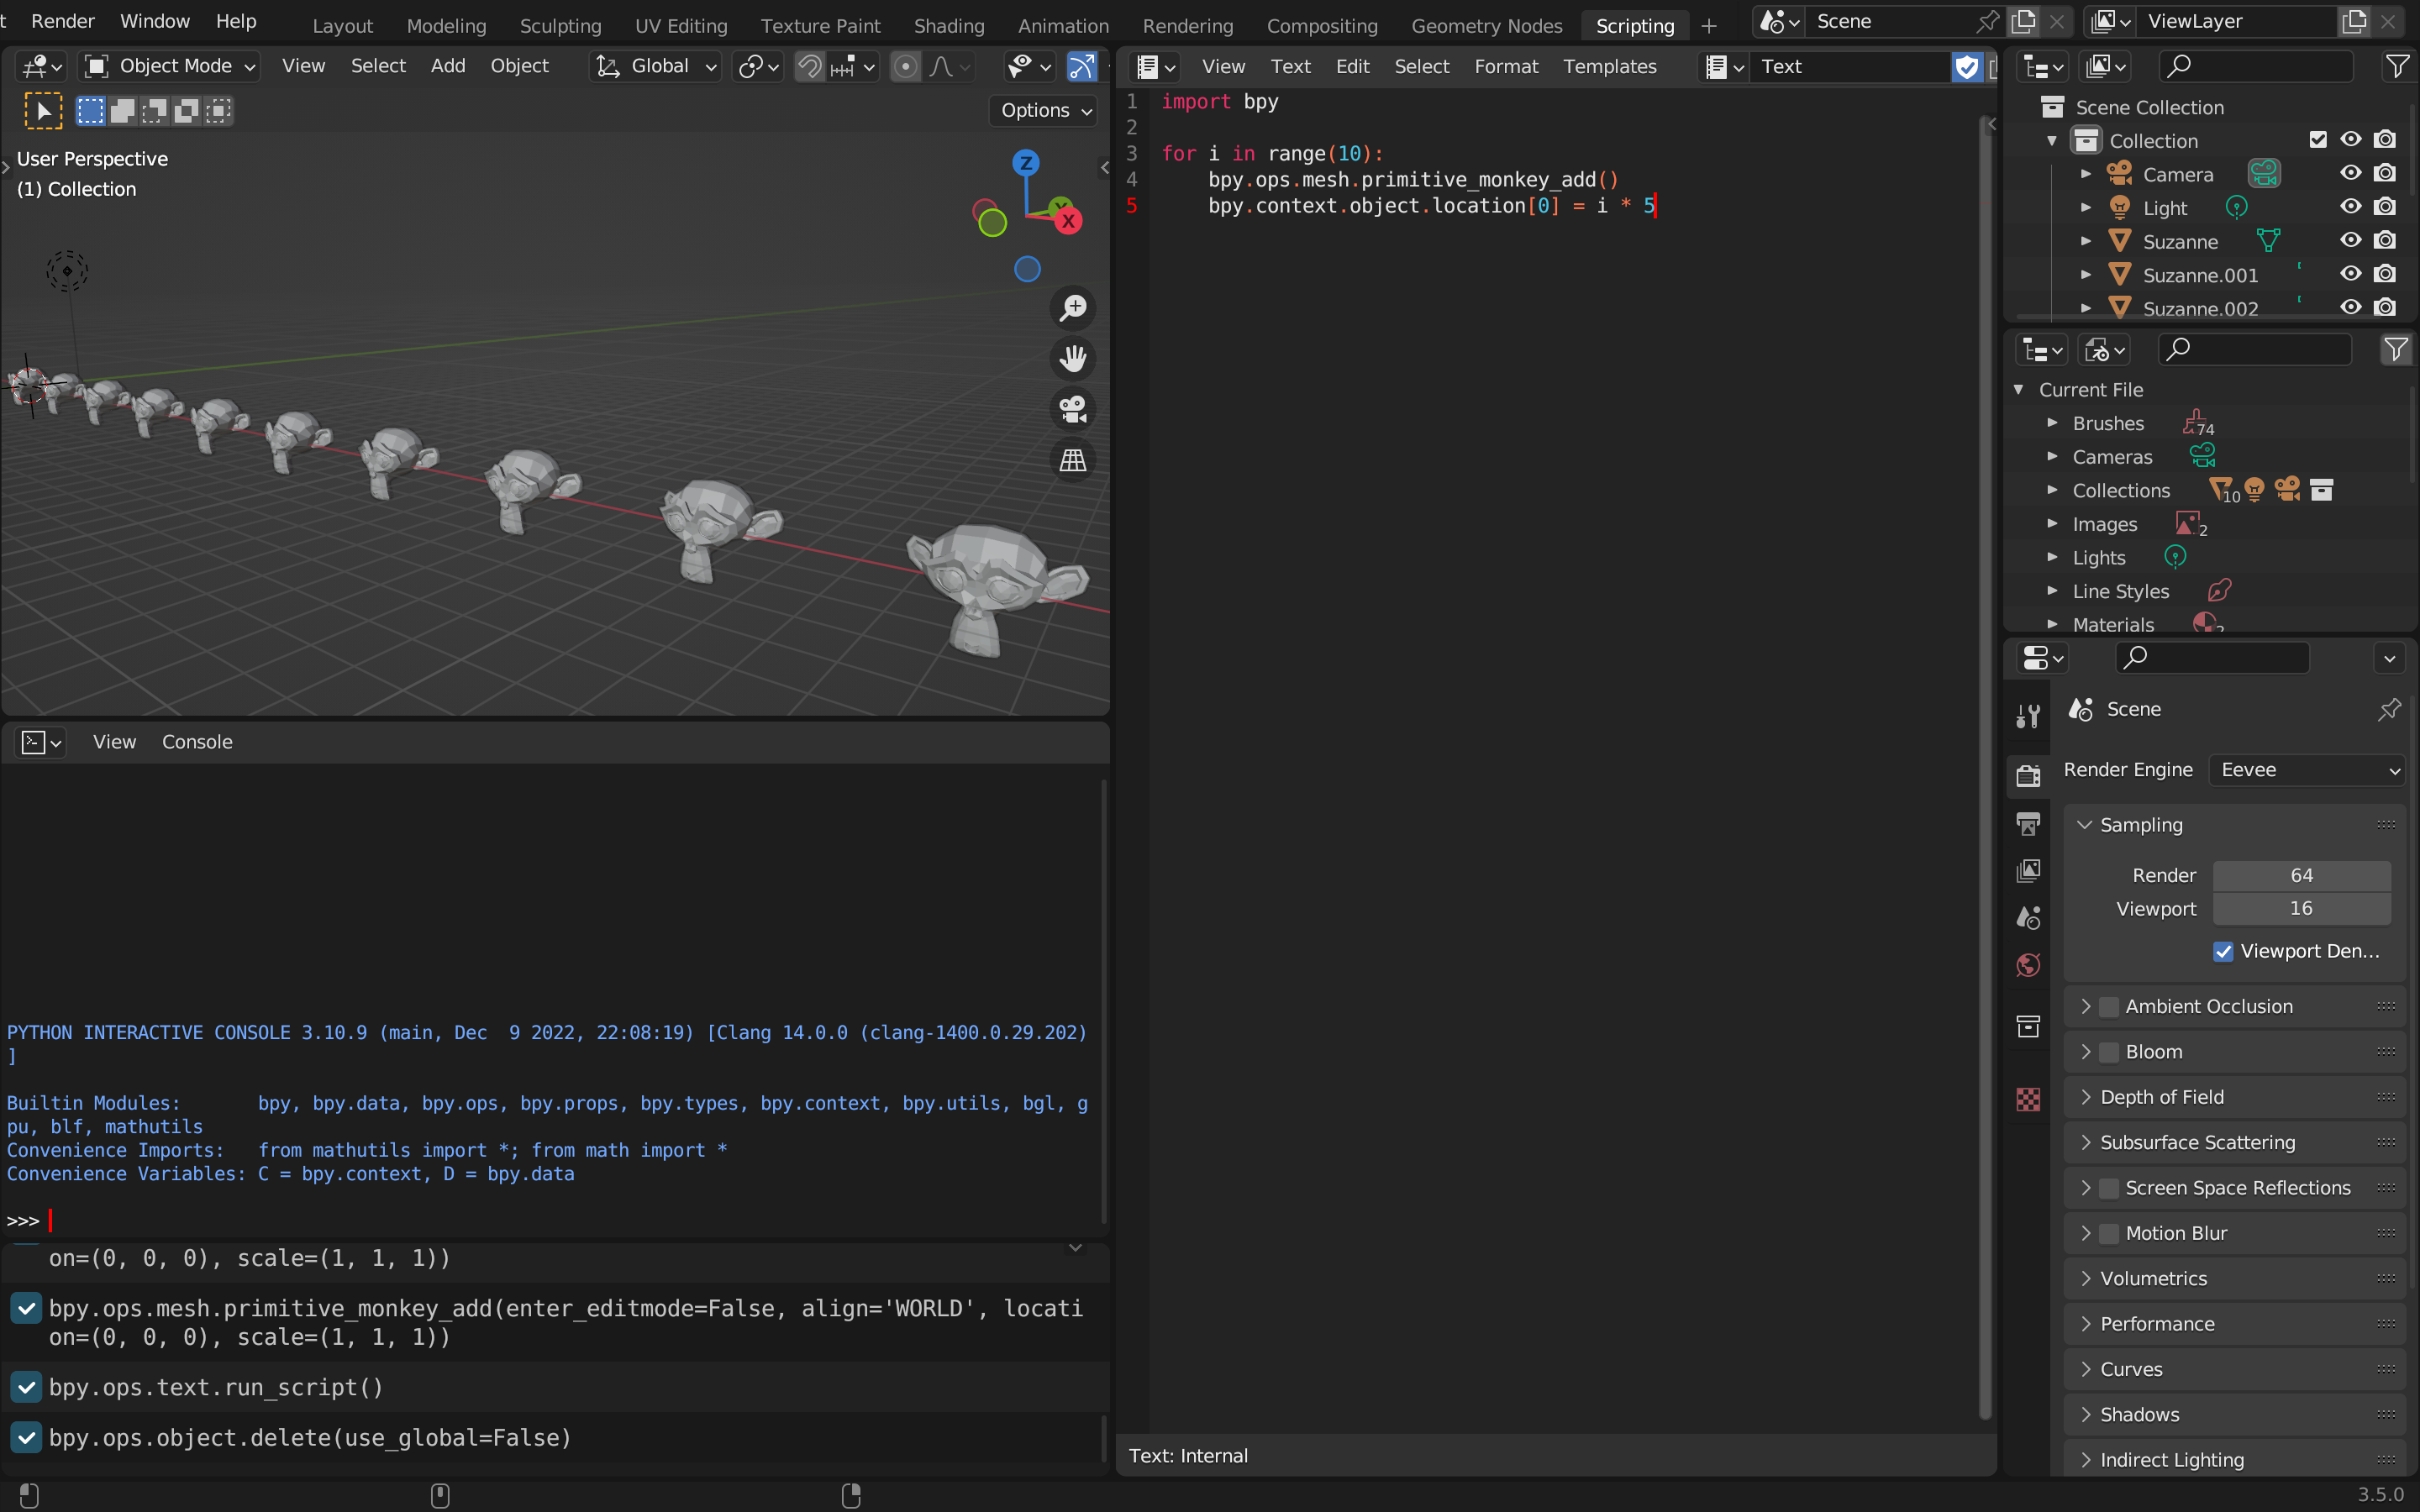 Render Window Help Layout Modeling Sculpting UV Editing Texture Paint Shading Animation Rendering Compositing Geometry Nodes Scripting + Scene ViewLayer
Object Mode View Select Add Object Global
Options
User Perspective
(1) Collection
Z
Y
X
View Text Edit Select Format Templates Text
1 import bpy
2
3 for i in range(10):
4     bpy.ops.mesh.primitive_monkey_add()
5     bpy.context.object.location[0] = i * 5
Text: Internal
View Console
PYTHON INTERACTIVE CONSOLE 3.10.9 (main, Dec  9 2022, 22:08:19) [Clang 14.0.0 (clang-1400.0.29.202)
]
Builtin Modules:       bpy, bpy.data, bpy.ops, bpy.props, bpy.types, bpy.context, bpy.utils, bgl, g
pu, blf, mathutils
Convenience Imports:   from mathutils import *; from math import *
Convenience Variables: C = bpy.context, D = bpy.data
>>>
on=(0, 0, 0), scale=(1, 1, 1))
bpy.ops.mesh.primitive_monkey_add(enter_editmode=False, align='WORLD', locati
on=(0, 0, 0), scale=(1, 1, 1))
bpy.ops.text.run_script()
bpy.ops.object.delete(use_global=False)
Scene Collection
Collection
Camera
Light
Suzanne
Suzanne.001
Suzanne.002
Current File
Brushes 74
Cameras
Collections 10
Images 2
Lights
Line Styles
Materials 2
Scene
Render Engine Eevee
Sampling
Render 64
Viewport 16
Viewport Den...
Ambient Occlusion
Bloom
Depth of Field
Subsurface Scattering
Screen Space Reflections
Motion Blur
Volumetrics
Performance
Curves
Shadows
Indirect Lighting
3.5.0